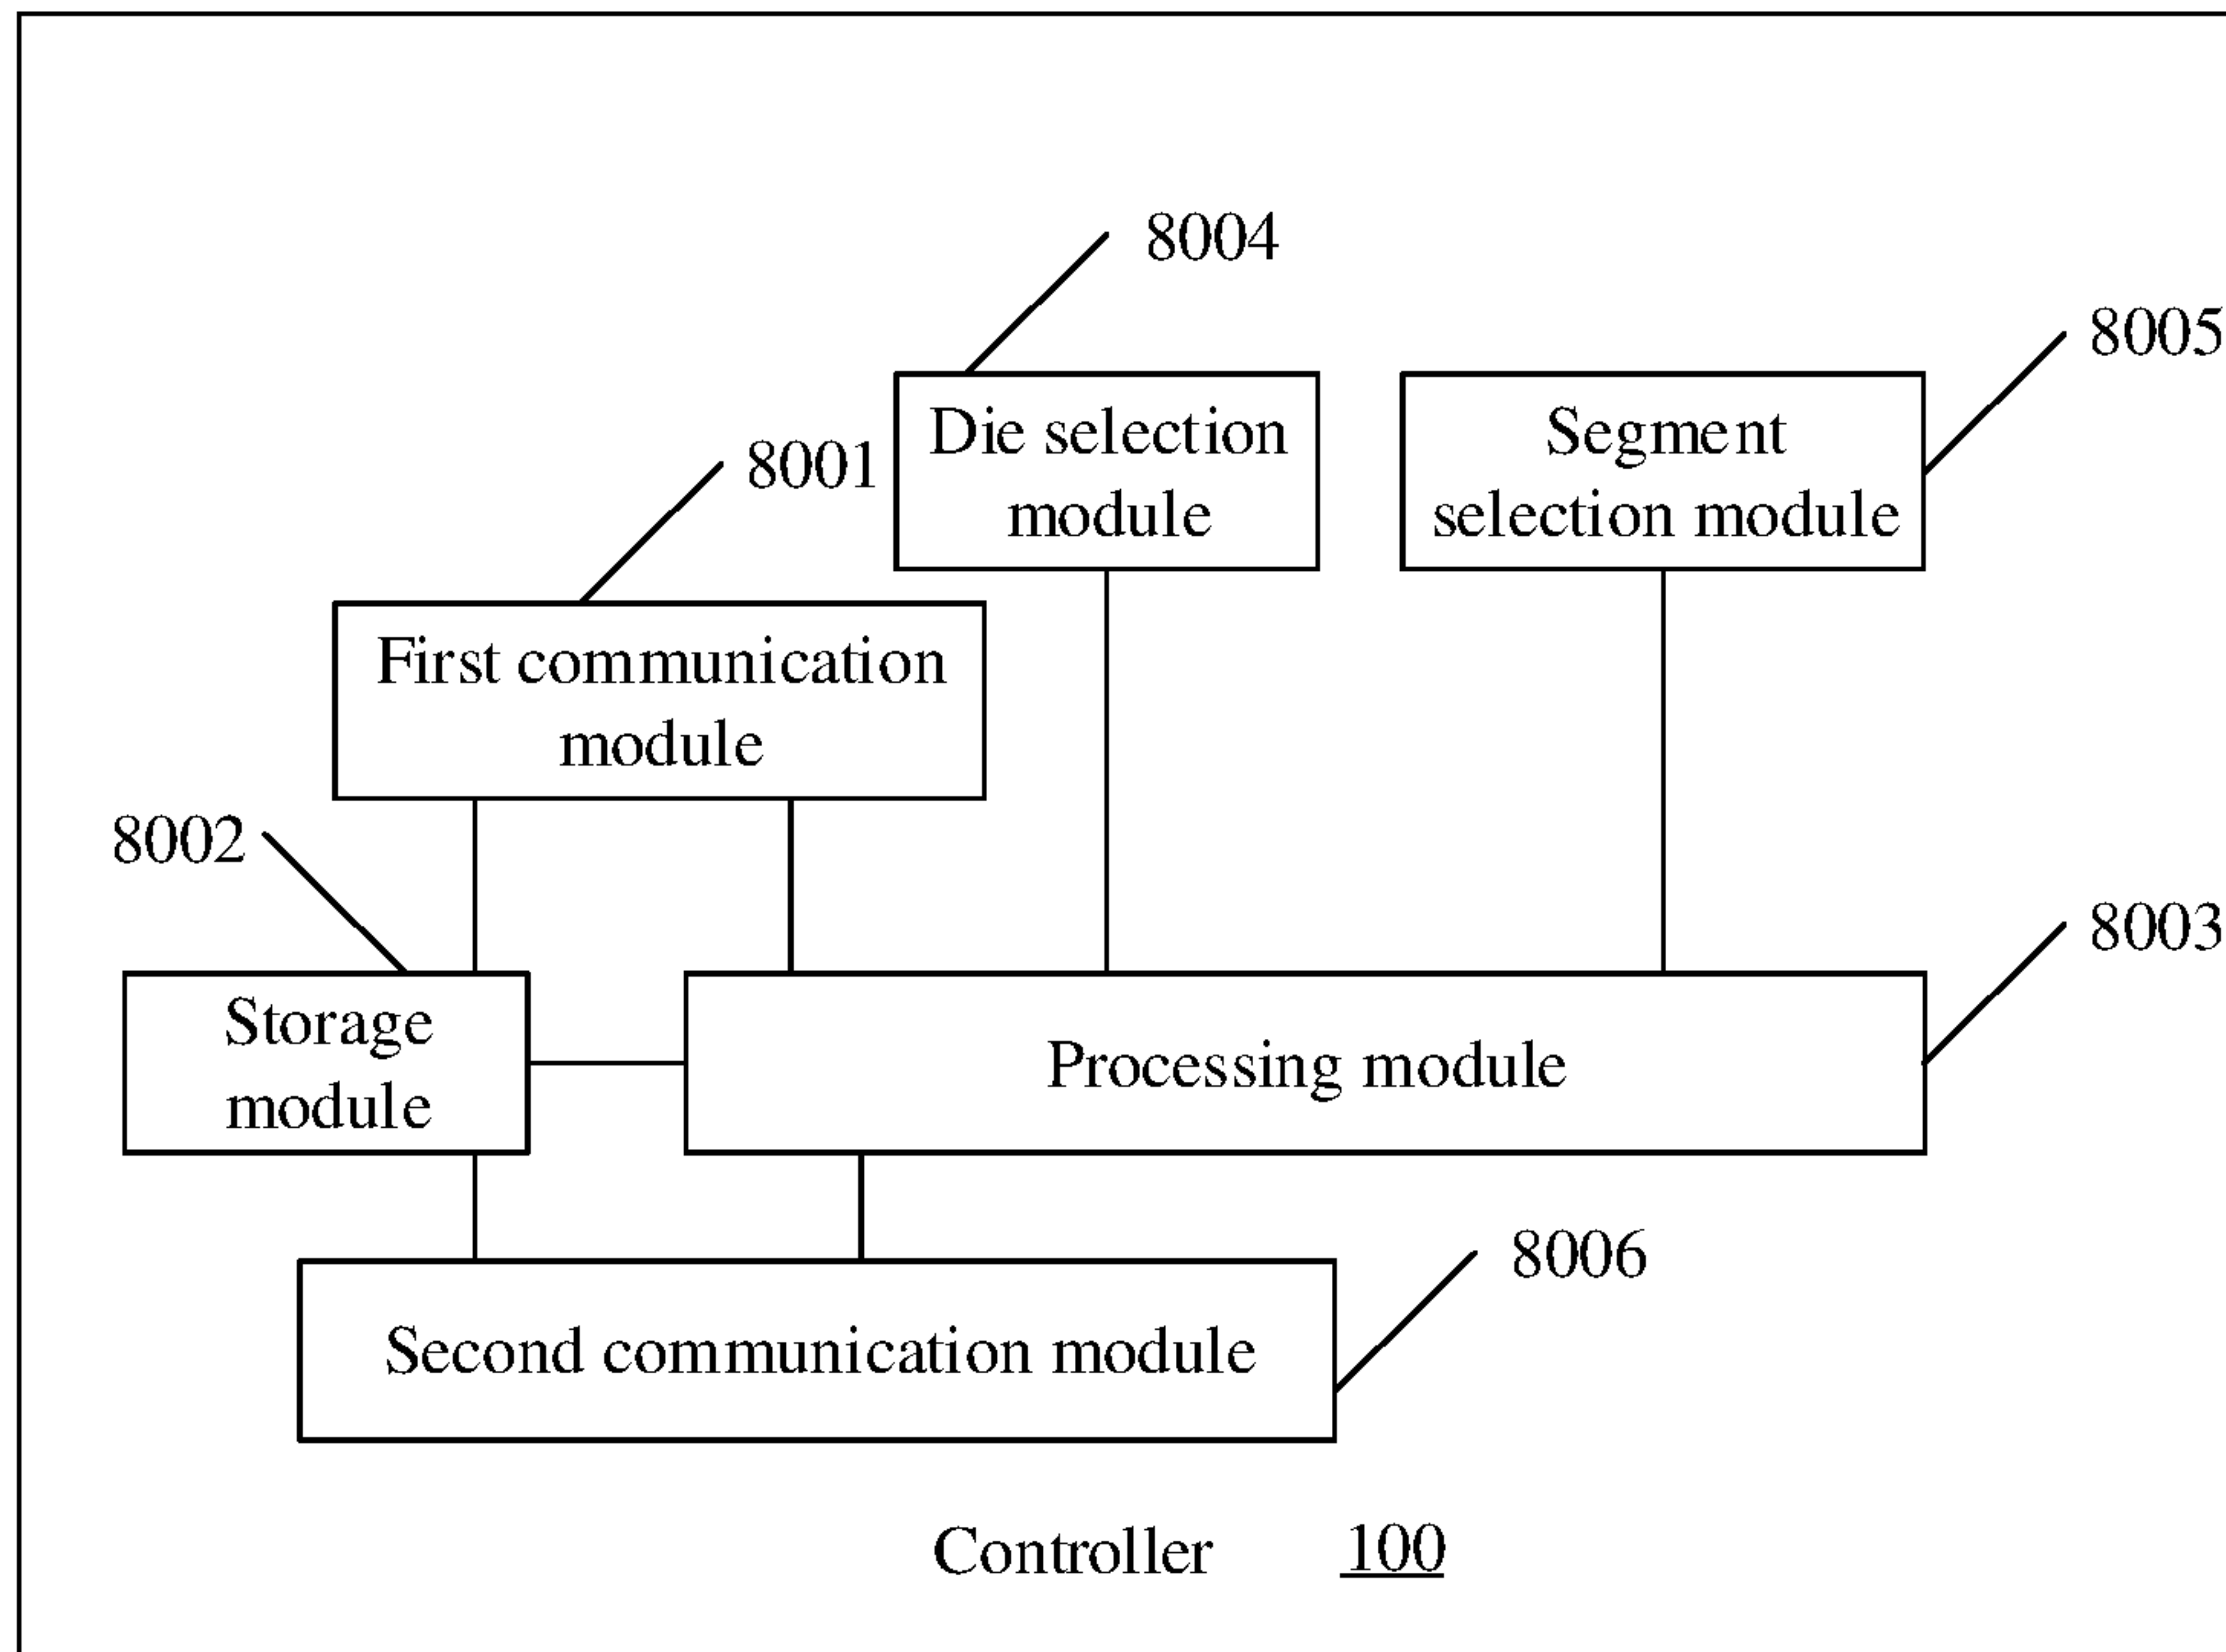 8004
8005
Die selection
module
Segment
selection module
8001
First communication
module
8002
8003
Storage
module
Processing module
8006
Second communication module
Controller 100